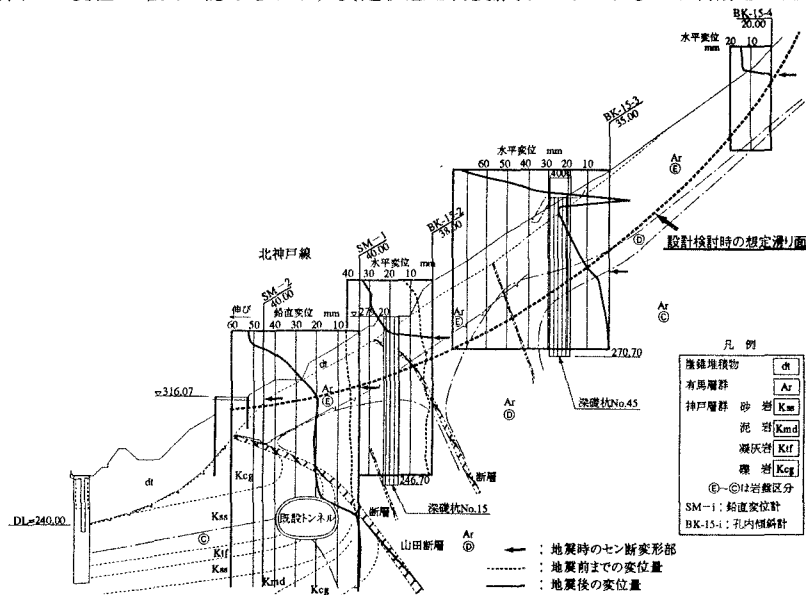 BK-15-4
20.00
水平変位
mm
20 10
BK-15-3
35.00
水平変位 mm
60 50 40 30 20 10
400
Ar
Ⓔ
設計検討時の想定滑り面
Ⓓ
Ar
Ⓒ
北神戸線
SM-1
40.00
BK-15-2
38.00
水平変位
40 30 20 10 mm
SM-2
40.00
伸び
鉛直変位 mm
60 50 40 30 20 10
Ar
Ⓔ
dt
Ar
Ⓔ
Ar
Ⓓ
270.70
深礎杭No.45
▽316.07
凡例
崖錐堆積物 dt
有馬層群 Ar
神戸層群 砂岩 Kss
泥岩 Kmd
凝灰岩 Ktf
礫岩 Kcg
Ⓔ~Ⓒは岩盤区分
SM-i:鉛直変位計
BK-15-i:孔内傾斜計
dt
Kcg
Kss
DL=240.00
Ⓒ
Ktf
Kss
Kmd
Kcg
既設トンネル
断層
246.70
深礎杭No.15
断層
山田断層
Ar
Ⓓ
:地震時のセン断変形部
:地震前までの変位量
:地震後の変位量